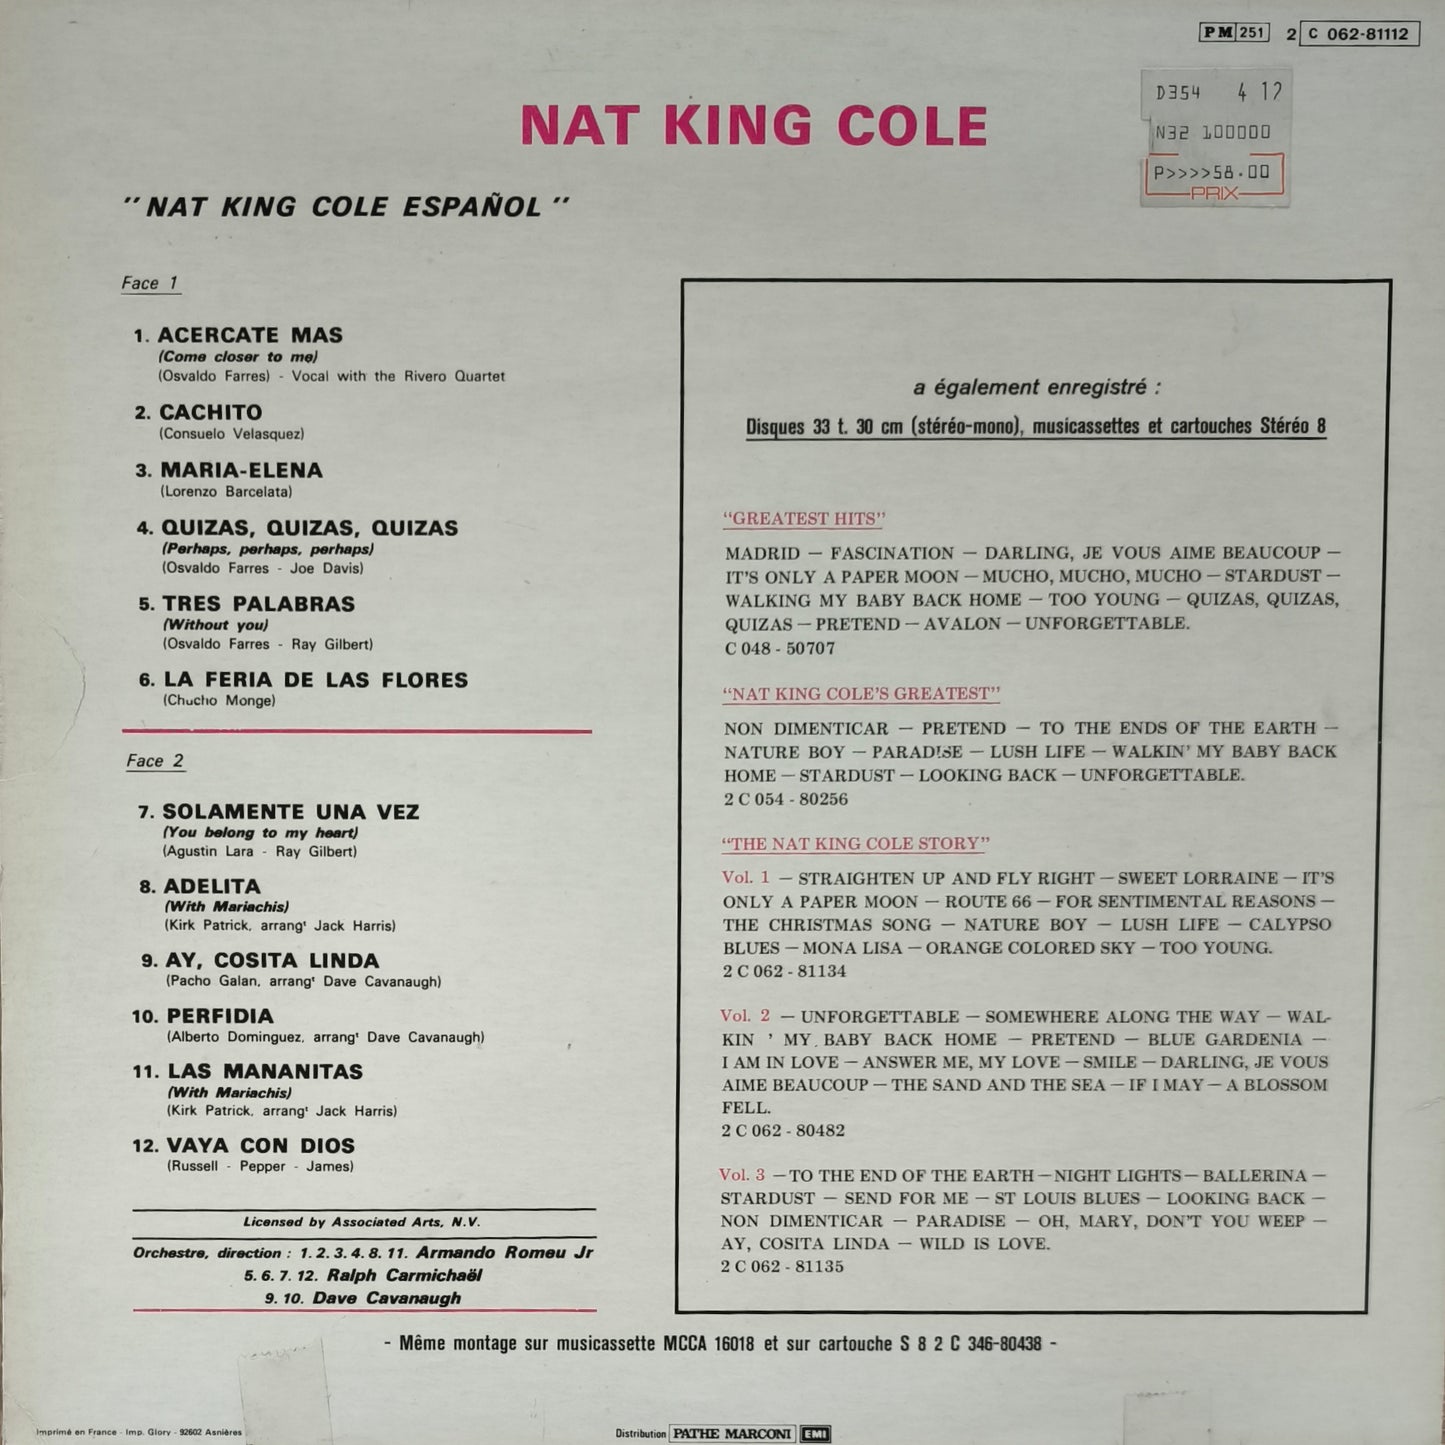 PM 251 2 C 062-81112
D354 4 12
N32 100000
P>>>>58.00
PRIX
NAT KING COLE
"NAT KING COLE ESPAÑOL"
Face 1
1. ACERCATE MAS
(Come closer to me)
(Osvaldo Farres) - Vocal with the Rivero Quartet
2. CACHITO
(Consuelo Velasquez)
3. MARIA-ELENA
(Lorenzo Barcelata)
4. QUIZAS, QUIZAS, QUIZAS
(Perhaps, perhaps, perhaps)
(Osvaldo Farres - Joe Davis)
5. TRES PALABRAS
(Without you)
(Osvaldo Farres - Ray Gilbert)
6. LA FERIA DE LAS FLORES
(Chucho Monge)
Face 2
7. SOLAMENTE UNA VEZ
(You belong to my heart)
(Agustin Lara - Ray Gilbert)
8. ADELITA
(With Mariachis)
(Kirk Patrick, arrangt Jack Harris)
9. AY, COSITA LINDA
(Pacho Galan, arrangt Dave Cavanaugh)
10. PERFIDIA
(Alberto Dominguez, arrangt Dave Cavanaugh)
11. LAS MANANITAS
(With Mariachis)
(Kirk Patrick, arrangt Jack Harris)
12. VAYA CON DIOS
(Russell - Pepper - James)
Licensed by Associated Arts, N.V.
Orchestre, direction : 1. 2. 3. 4. 8. 11. Armando Romeu Jr
5. 6. 7. 12. Ralph Carmichaël
9. 10. Dave Cavanaugh
a également enregistré :
Disques 33 t. 30 cm (stéréo-mono), musicassettes et cartouches Stéréo 8
"GREATEST HITS"
MADRID — FASCINATION — DARLING, JE VOUS AIME BEAUCOUP —
IT'S ONLY A PAPER MOON — MUCHO, MUCHO, MUCHO — STARDUST —
WALKING MY BABY BACK HOME — TOO YOUNG — QUIZAS, QUIZAS,
QUIZAS — PRETEND — AVALON — UNFORGETTABLE.
C 048 - 50707
"NAT KING COLE'S GREATEST"
NON DIMENTICAR — PRETEND — TO THE ENDS OF THE EARTH —
NATURE BOY — PARADISE — LUSH LIFE — WALKIN' MY BABY BACK
HOME — STARDUST — LOOKING BACK — UNFORGETTABLE.
2 C 054 - 80256
"THE NAT KING COLE STORY"
Vol. 1 — STRAIGHTEN UP AND FLY RIGHT — SWEET LORRAINE — IT'S
ONLY A PAPER MOON — ROUTE 66 — FOR SENTIMENTAL REASONS —
THE CHRISTMAS SONG — NATURE BOY — LUSH LIFE — CALYPSO
BLUES — MONA LISA — ORANGE COLORED SKY — TOO YOUNG.
2 C 062 - 81134
Vol. 2 — UNFORGETTABLE — SOMEWHERE ALONG THE WAY — WAL-
KIN ' MY BABY BACK HOME — PRETEND — BLUE GARDENIA —
I AM IN LOVE — ANSWER ME, MY LOVE — SMILE — DARLING, JE VOUS
AIME BEAUCOUP — THE SAND AND THE SEA — IF I MAY — A BLOSSOM
FELL.
2 C 062 - 80482
Vol. 3 — TO THE END OF THE EARTH — NIGHT LIGHTS — BALLERINA —
STARDUST — SEND FOR ME — ST LOUIS BLUES — LOOKING BACK —
NON DIMENTICAR — PARADISE — OH, MARY, DON'T YOU WEEP —
AY, COSITA LINDA — WILD IS LOVE.
2 C 062 - 81135
- Même montage sur musicassette MCCA 16018 et sur cartouche S 8 2 C 346-80438 -
Imprimé en France - Imp. Glory - 92602 Asnières
Distribution PATHE MARCONI EMI